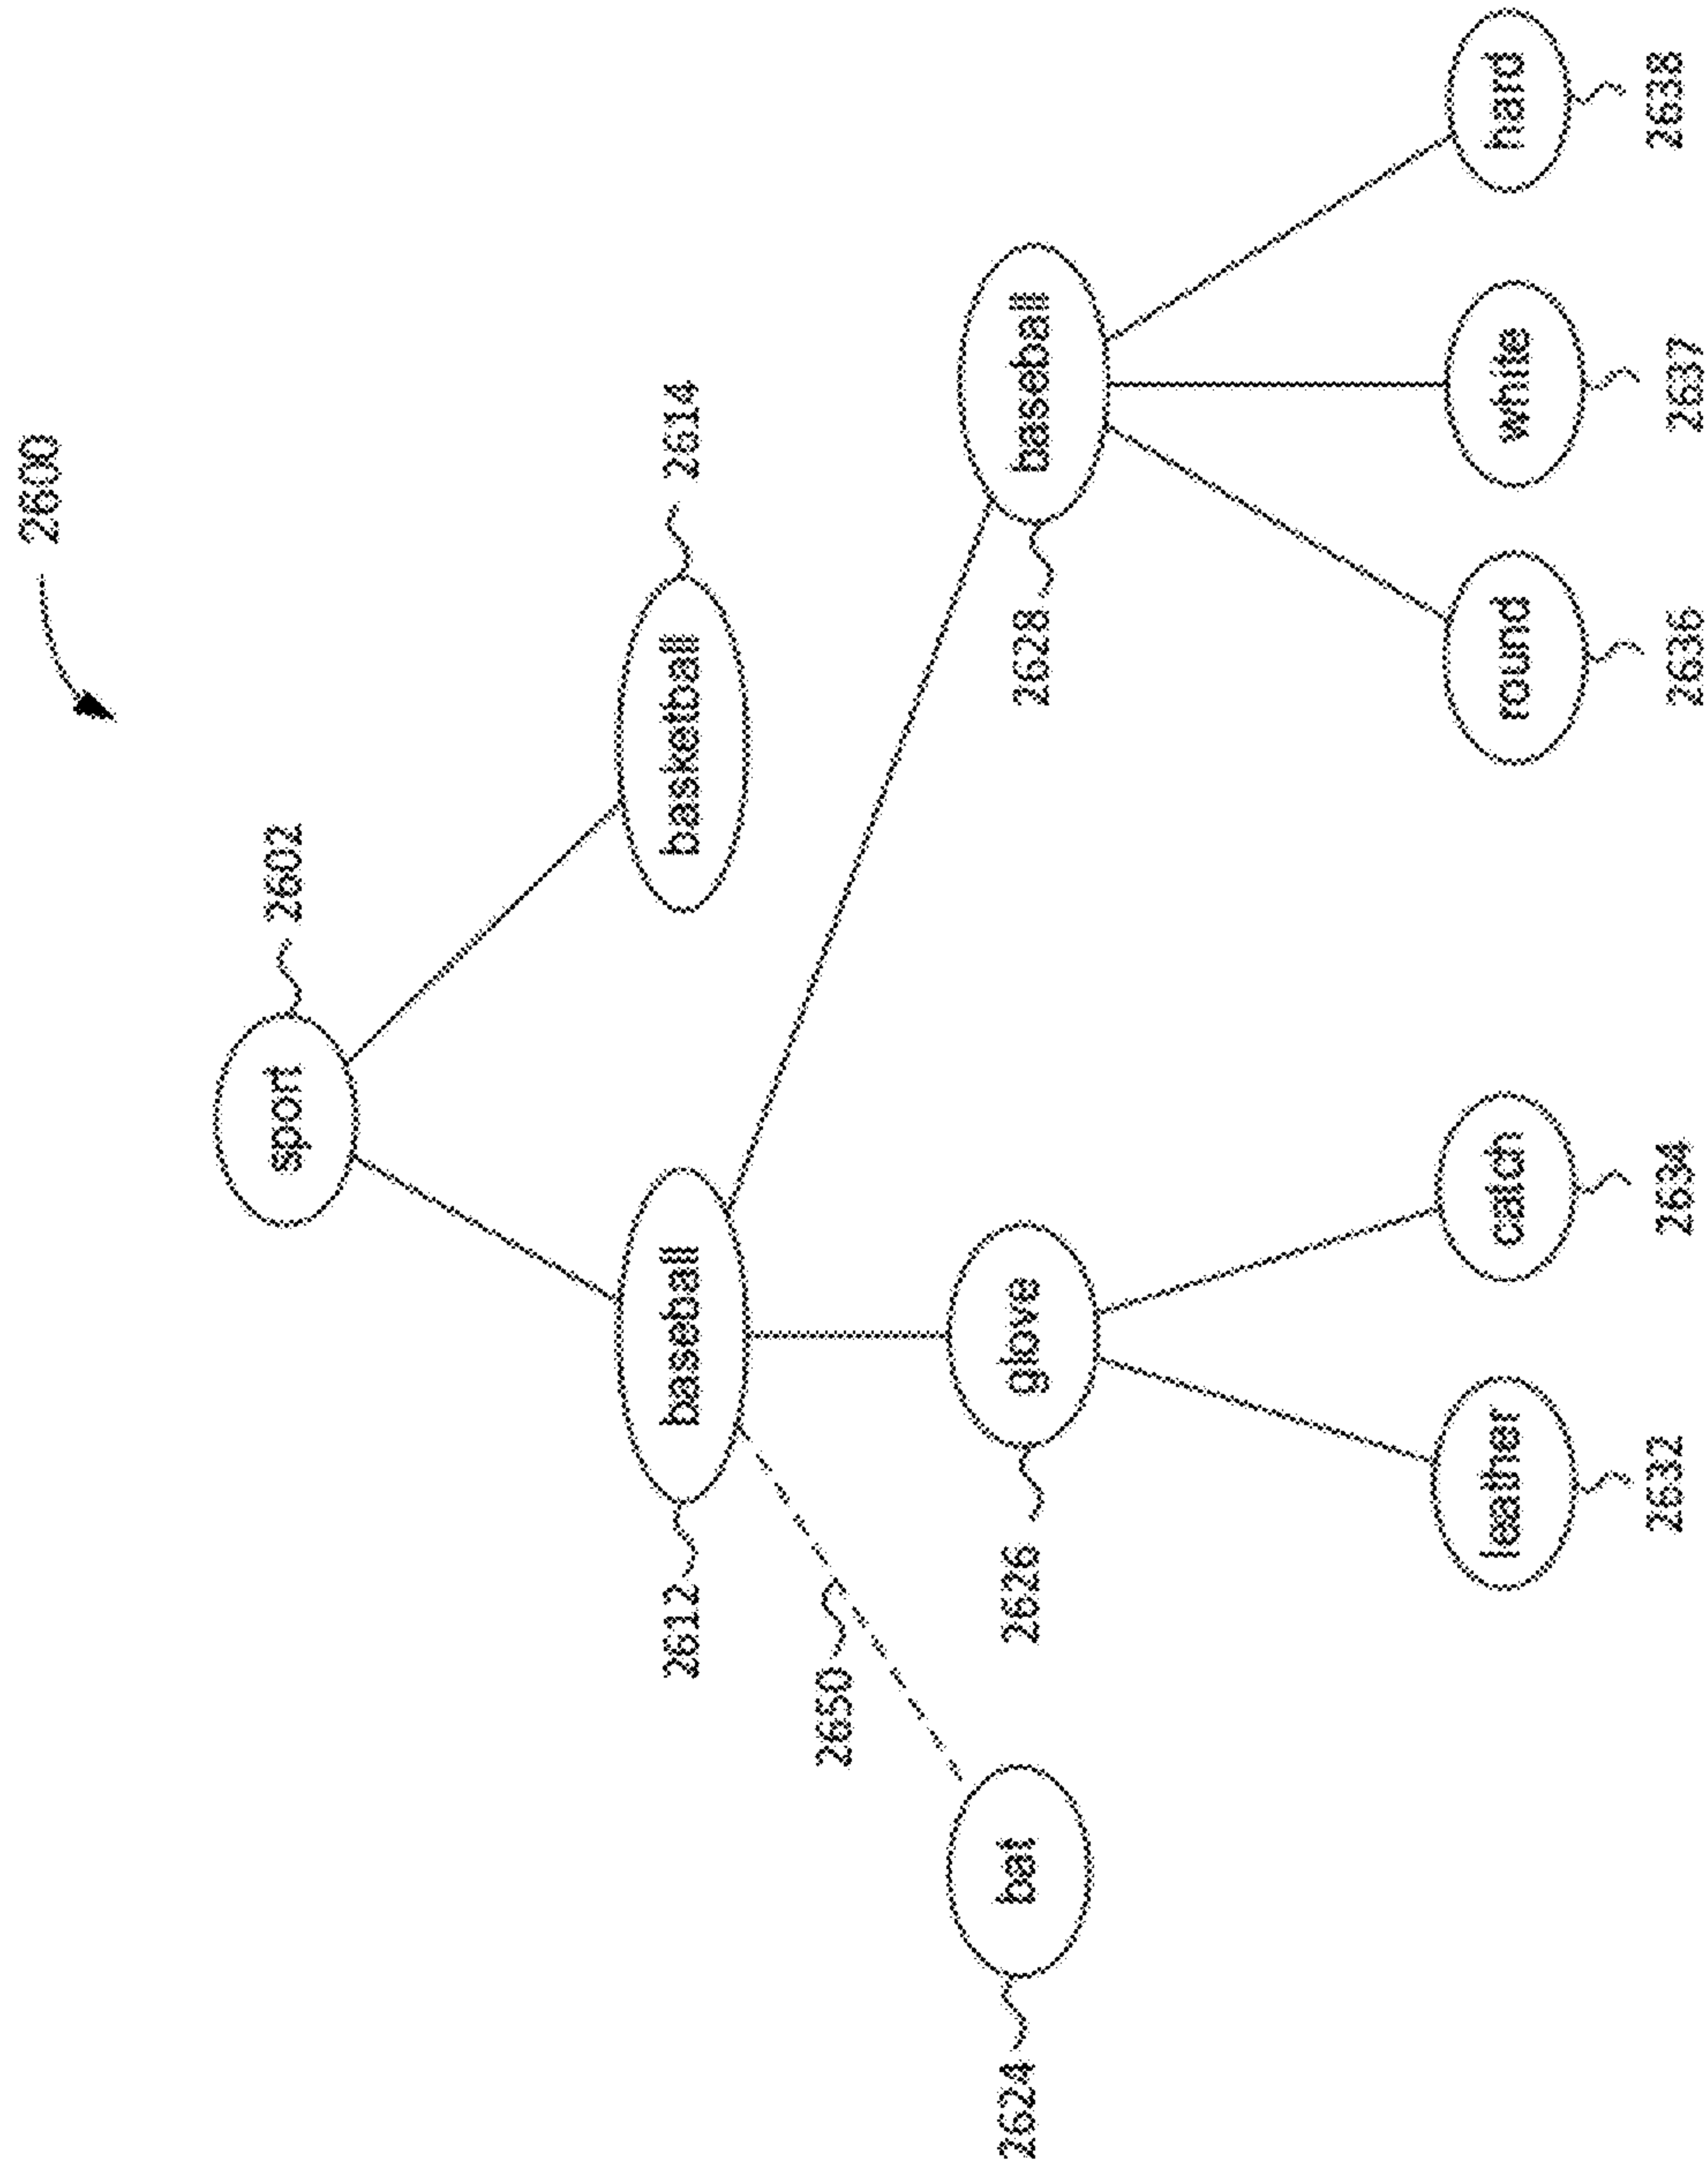 2600
sport
2602
2612
baseball
basketball
2614
2650
2624
bat
2626
glove
2628
baseball
leather
catch
round
white
hard
2632
2634
2636
2637
2638